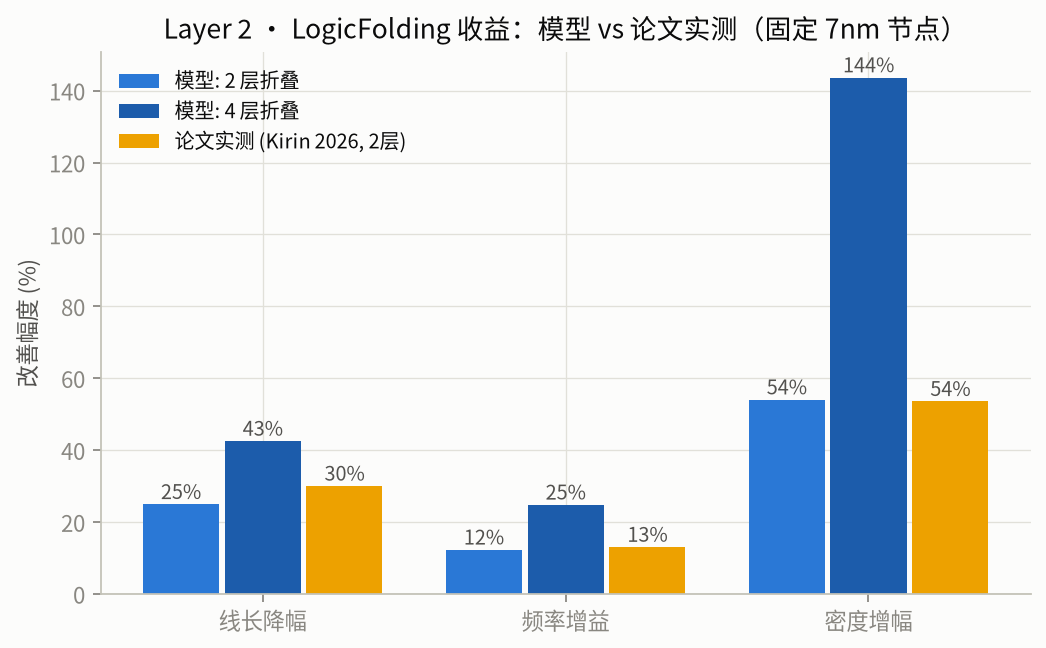 Layer 2 · LogicFolding 收益：模型 vs 论文实测（固定 7nm 节点）
模型: 2 层折叠
模型: 4 层折叠
论文实测 (Kirin 2026, 2层)
改善幅度 (%)
140
120
100
80
60
40
20
0
25%
43%
30%
12%
25%
13%
54%
144%
54%
线长降幅
频率增益
密度增幅